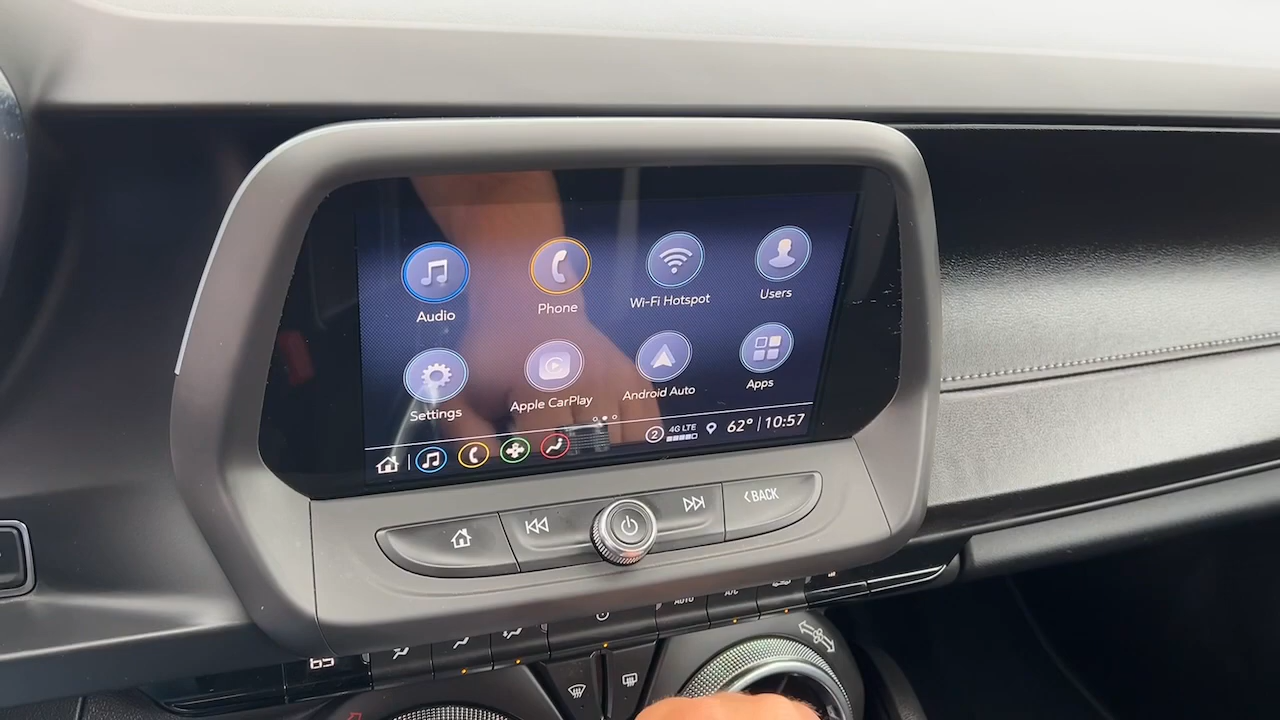 Audio
Phone
Wi-Fi Hotspot
Users
Settings
Apple CarPlay
Android Auto
Apps
2 4G LTE 62° 10:57
<BACK
AUTO
A/C
65